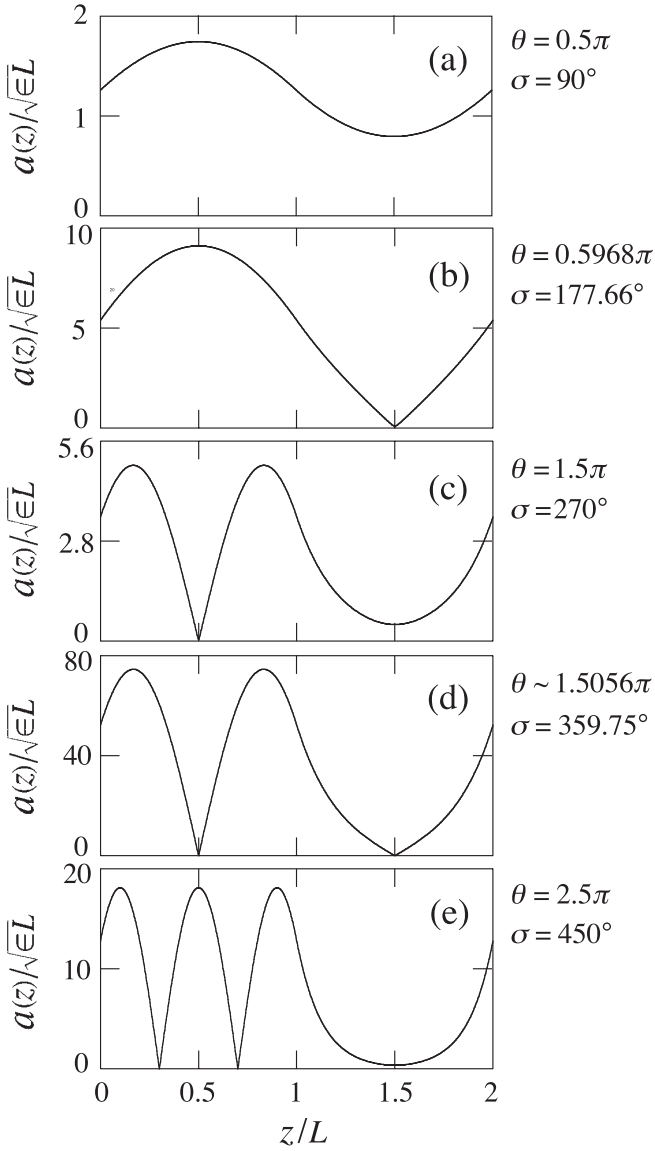 2
1
0
a(z)/√∈L
(a)
θ = 0.5π
σ = 90°
10
5
0
a(z)/√∈L
(b)
θ = 0.5968π
σ = 177.66°
5.6
2.8
0
a(z)/√∈L
(c)
θ = 1.5π
σ = 270°
80
40
0
a(z)/√∈L
(d)
θ ~ 1.5056π
σ = 359.75°
20
10
0
a(z)/√∈L
(e)
θ = 2.5π
σ = 450°
0 0.5 1 1.5 2
z/L